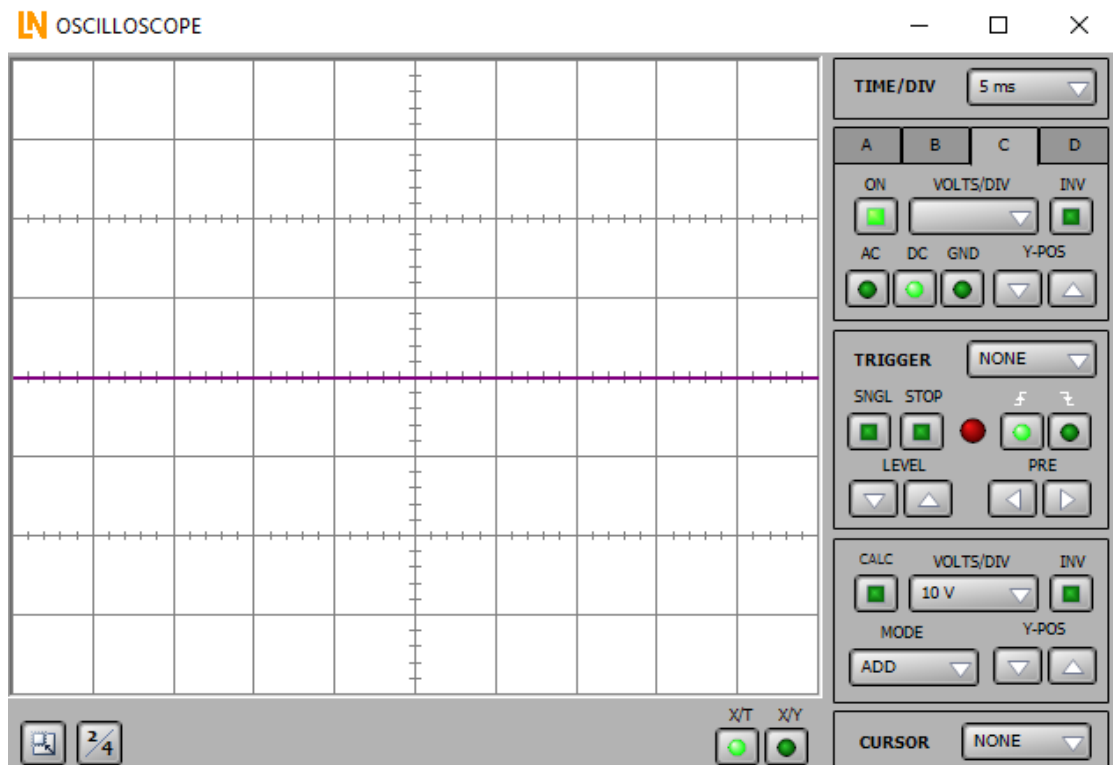 LN OSCILLOSCOPE
TIME/DIV 5 ms
A B C D
ON VOLTS/DIV INV
AC DC GND Y-POS
TRIGGER NONE
SNGL STOP
LEVEL PRE
CALC VOLTS/DIV INV
10 V
MODE Y-POS
ADD
X/T X/Y
2/4
CURSOR NONE